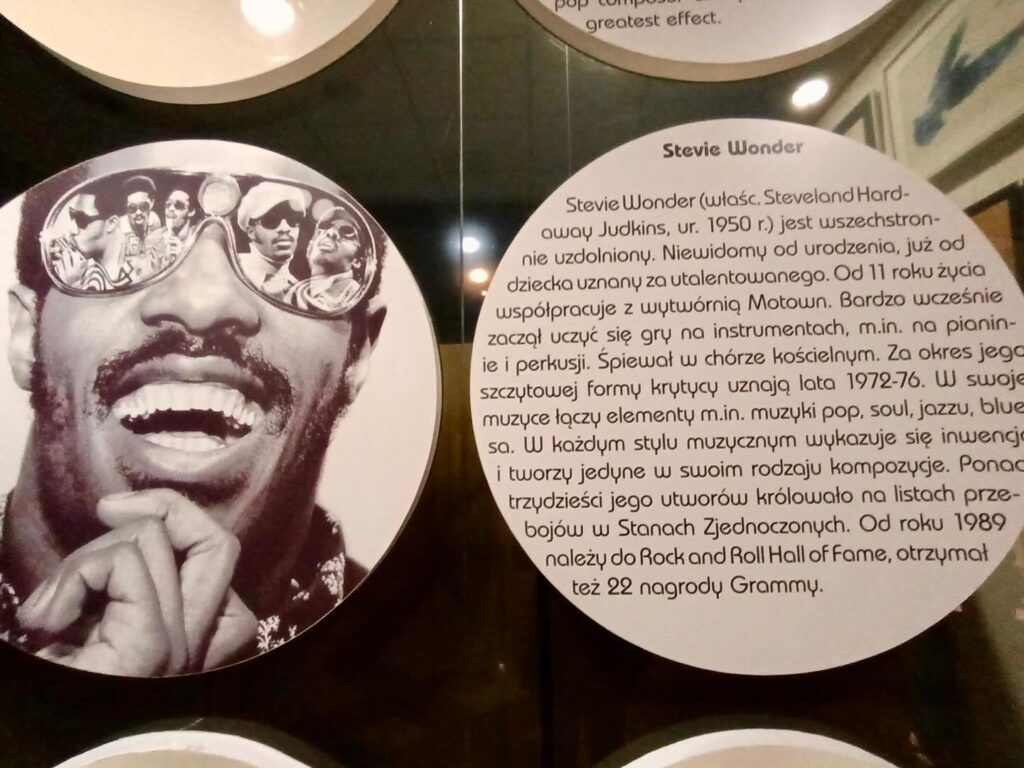 pop composer
greatest effect.
Stevie Wonder
Stevie Wonder (właśc. Steveland Hard-
away Judkins, ur. 1950 r.) jest wszechstron-
nie uzdolniony. Niewidomy od urodzenia, już od
dziecka uznany za utalentowanego. Od 11 roku życia
współpracuje z wytwórnią Motown. Bardzo wcześnie
zaczął uczyć się gry na instrumentach, m.in. na pianin-
ie i perkusji. Śpiewał w chórze kościelnym. Za okres jego
szczytowej formy krytycy uznają lata 1972-76. W swoje
muzyce łączy elementy m.in. muzyki pop, soul, jazzu, blue
sa. W każdym stylu muzycznym wykazuje się inwencj
i tworzy jedyne w swoim rodzaju kompozycje. Ponad
trzydzieści jego utworów królowało na listach prze-
bojów w Stanach Zjednoczonych. Od roku 1989
należy do Rock and Roll Hall of Fame, otrzymał
też 22 nagrody Grammy.